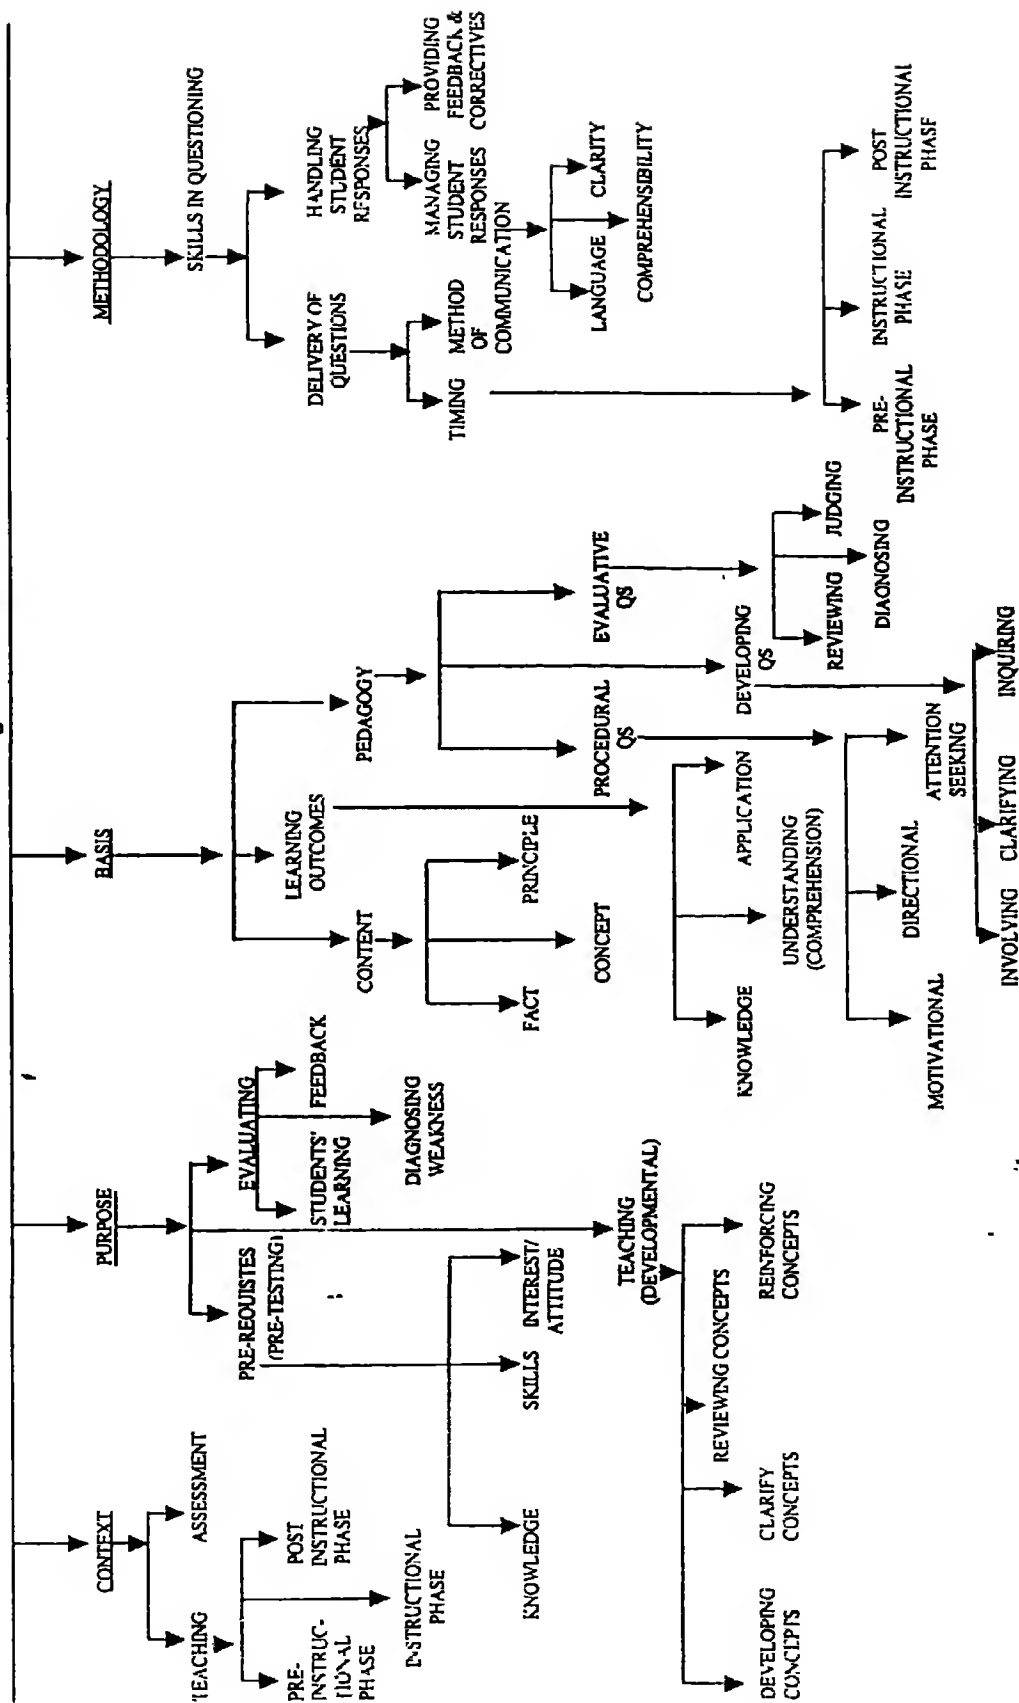 CONTEXT
TEACHING
ASSESSMENT
PRE-
INSTRUC-
TIONAL
PHASE
POST
INSTRUCTIONAL
PHASE
INSTRUCTIONAL
PHASE
PURPOSE
PRE-REQUISTES
(PRE-TESTING)
EVALUATING
STUDENTS'
LEARNING
FEEDBACK
DIAGNOSING
WEAKNESS
KNOWLEDGE
SKILLS
INTEREST/
ATTITUDE
TEACHING
(DEVELOPMENTAL)
DEVELOPING
CONCEPTS
CLARIFY
CONCEPTS
REVIEWING CONCEPTS
REINFORCING
CONCEPTS
BASIS
CONTENT
LEARNING
OUTCOMES
PEDAGOGY
FACT
CONCEPT
PRINCIPLE
PROCEDURAL
QS
DEVELOPING
QS
EVALUATIVE
QS
KNOWLEDGE
UNDERSTANDING
(COMPREHENSION)
APPLICATION
REVIEWING
DIAGNOSING
JUDGING
MOTIVATIONAL
DIRECTIONAL
ATTENTION
SEEKING
INVOLVING
CLARIFYING
INQUIRING
METHODOLOGY
SKILLS IN QUESTIONING
DELIVERY OF
QUESTIONS
HANDLING
STUDENT
RESPONSES
TIMING
METHOD
OF
COMMUNICATION
MANAGING
STUDENT
RESPONSES
PROVIDING
FEEDBACK &
CORRECTIVES
LANGUAGE
CLARITY
COMPREHENSIBILITY
PRE-
INSTRUCTIONAL
PHASE
INSTRUCTIONAL
PHASE
POST
INSTRUCTIONAL
PHASE